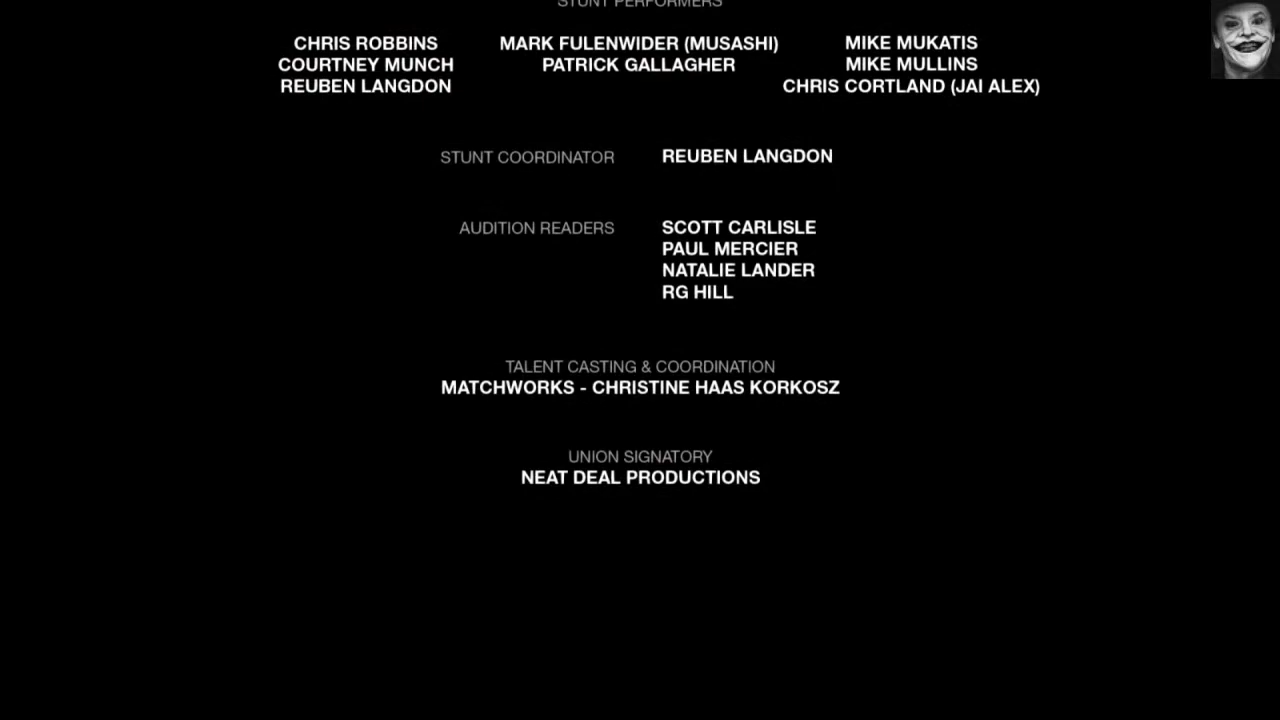 STUNT PERFORMERS
CHRIS ROBBINS MARK FULENWIDER (MUSASHI) MIKE MUKATIS
COURTNEY MUNCH PATRICK GALLAGHER MIKE MULLINS
REUBEN LANGDON CHRIS CORTLAND (JAI ALEX)
STUNT COORDINATOR REUBEN LANGDON
AUDITION READERS SCOTT CARLISLE
PAUL MERCIER
NATALIE LANDER
RG HILL
TALENT CASTING & COORDINATION
MATCHWORKS - CHRISTINE HAAS KORKOSZ
UNION SIGNATORY
NEAT DEAL PRODUCTIONS